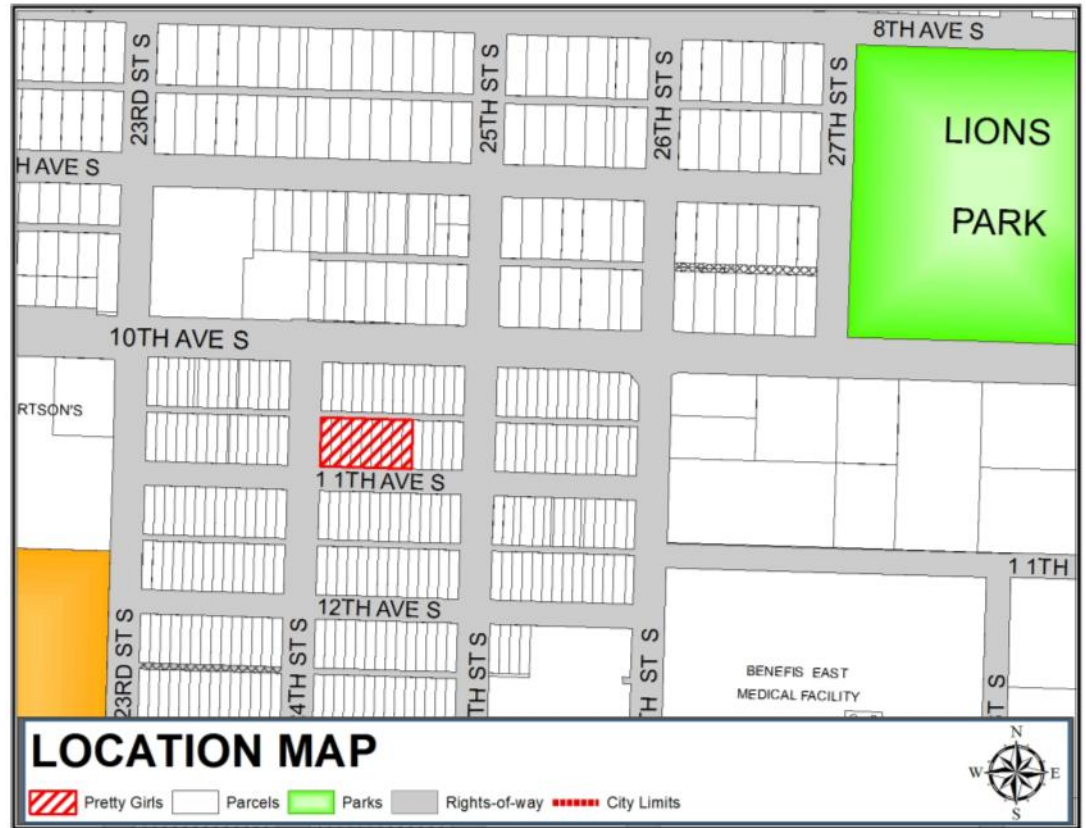 8TH AVE S
23RD ST S
25TH ST S
26TH ST S
27TH ST S
LIONS
PARK
H AVE S
10TH AVE S
RTSON'S
1 1TH AVE S
1 1TH
12TH AVE S
23RD ST S
4TH ST S
TH ST S
TH ST S
ST S
BENEFIS EAST
MEDICAL FACILITY
LOCATION MAP
N
W E
S
Pretty Girls Parcels Parks Rights-of-way City Limits